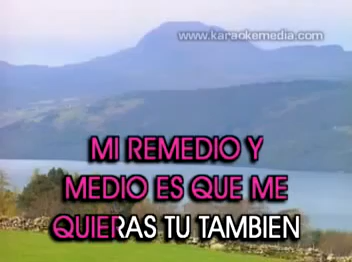 www.karaokemedia.com
MI REMEDIO Y
MEDIO ES QUE ME
QUIERAS TU TAMBIEN